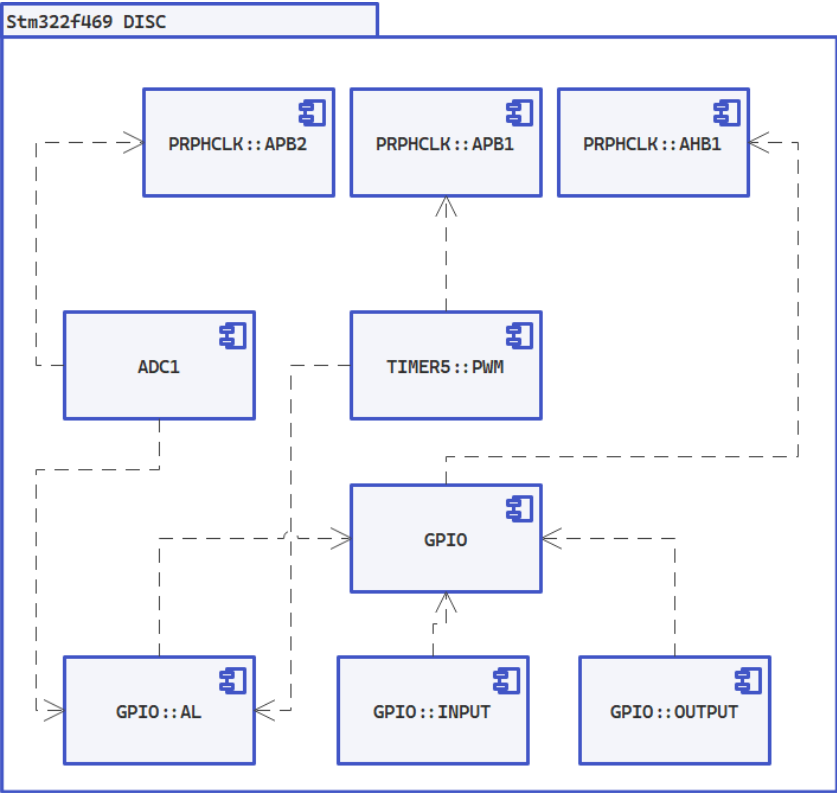 Stm322f469 DISC
PRPHCLK::APB2
PRPHCLK::APB1
PRPHCLK::AHB1
ADC1
TIMER5::PWM
GPIO
GPIO::AL
GPIO::INPUT
GPIO::OUTPUT